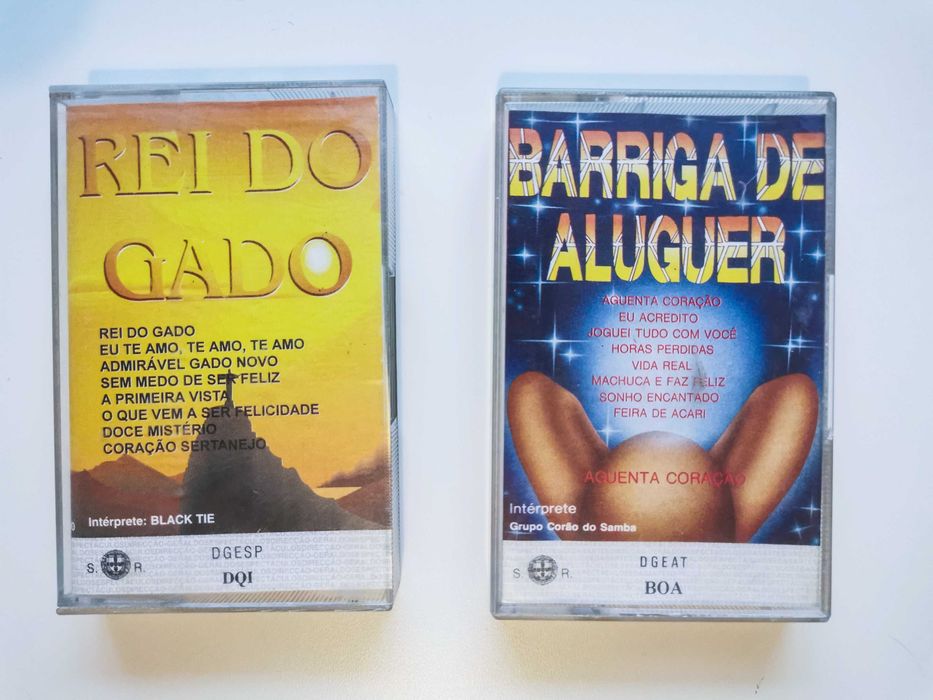 REI DO
GADO
REI DO GADO
EU TE AMO, TE AMO, TE AMO
ADMIRÁVEL GADO NOVO
SEM MEDO DE SER FELIZ
A PRIMEIRA VISTA
O QUE VEM A SER FELICIDADE
DOCE MISTÉRIO
CORAÇÃO SERTANEJO
Intérprete: BLACK TIE
DGESP
S. R.
DQI
BARRIGA DE
ALUGUER
AGUENTA CORAÇÃO
EU ACREDITO
JOGUEI TUDO COM VOCÊ
HORAS PERDIDAS
VIDA REAL
MACHUCA E FAZ FELIZ
SONHO ENCANTADO
FEIRA DE ACARI
AGUENTA CORAÇÃO
Intérprete
Grupo Corão do Samba
DGEAT
S. R.
BOA